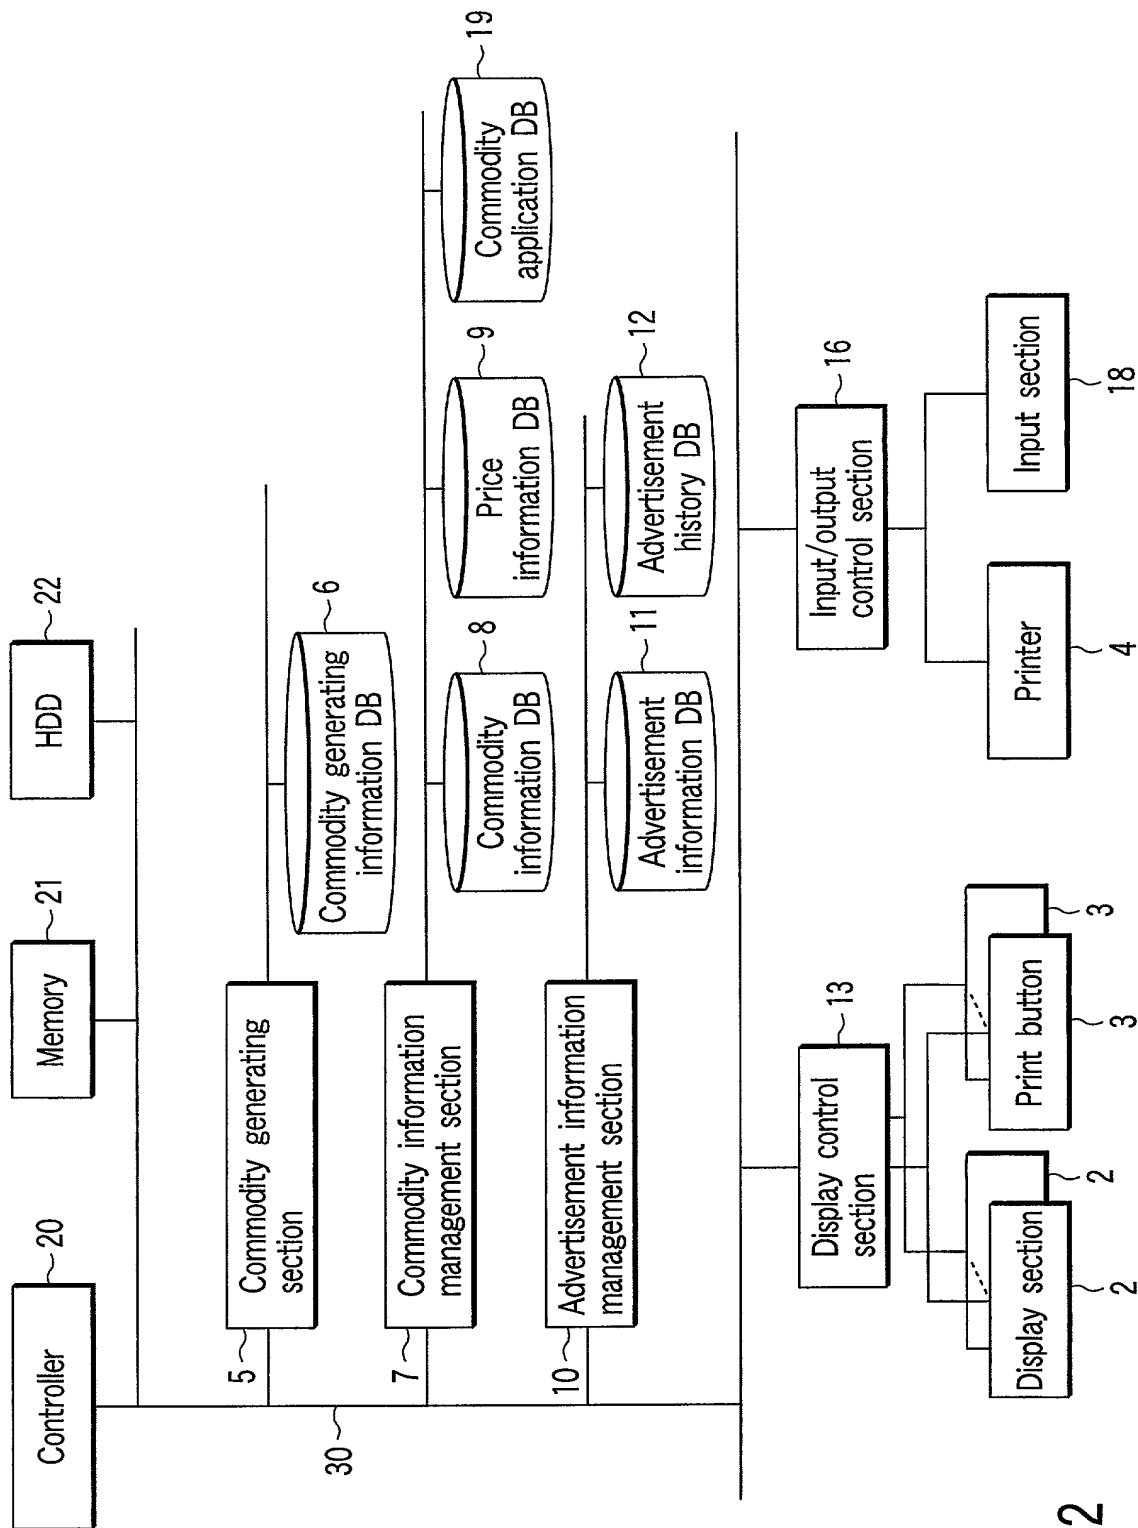 20
Controller
21
Memory
22
HDD
5
Commodity generating
section
6
Commodity generating
information DB
7
Commodity information
management section
8
Commodity
information DB
9
Price
information DB
19
Commodity
application DB
10
Advertisement information
management section
11
Advertisement
information DB
12
Advertisement
history DB
30
13
Display control
section
16
Input/output
control section
Display section
2
2
Print button
3
3
Printer
4
Input section
18
2